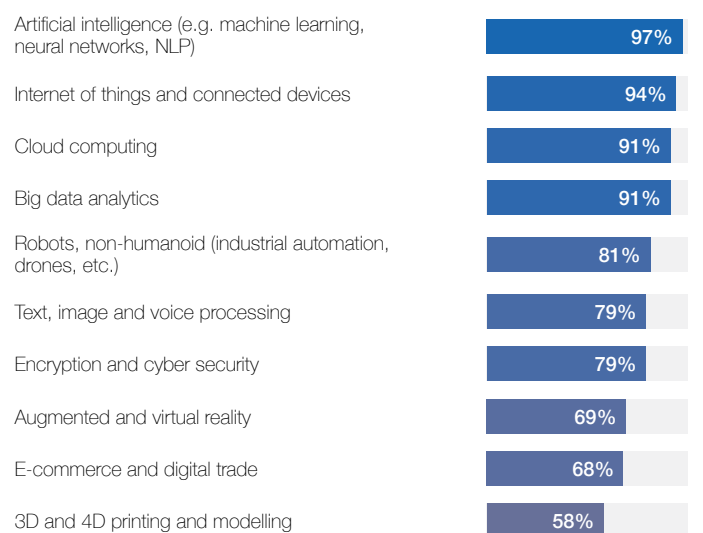 Artificial intelligence (e.g. machine learning,
neural networks, NLP)
97%
Internet of things and connected devices
94%
Cloud computing
91%
Big data analytics
91%
Robots, non-humanoid (industrial automation,
drones, etc.)
81%
Text, image and voice processing
79%
Encryption and cyber security
79%
Augmented and virtual reality
69%
E-commerce and digital trade
68%
3D and 4D printing and modelling
58%